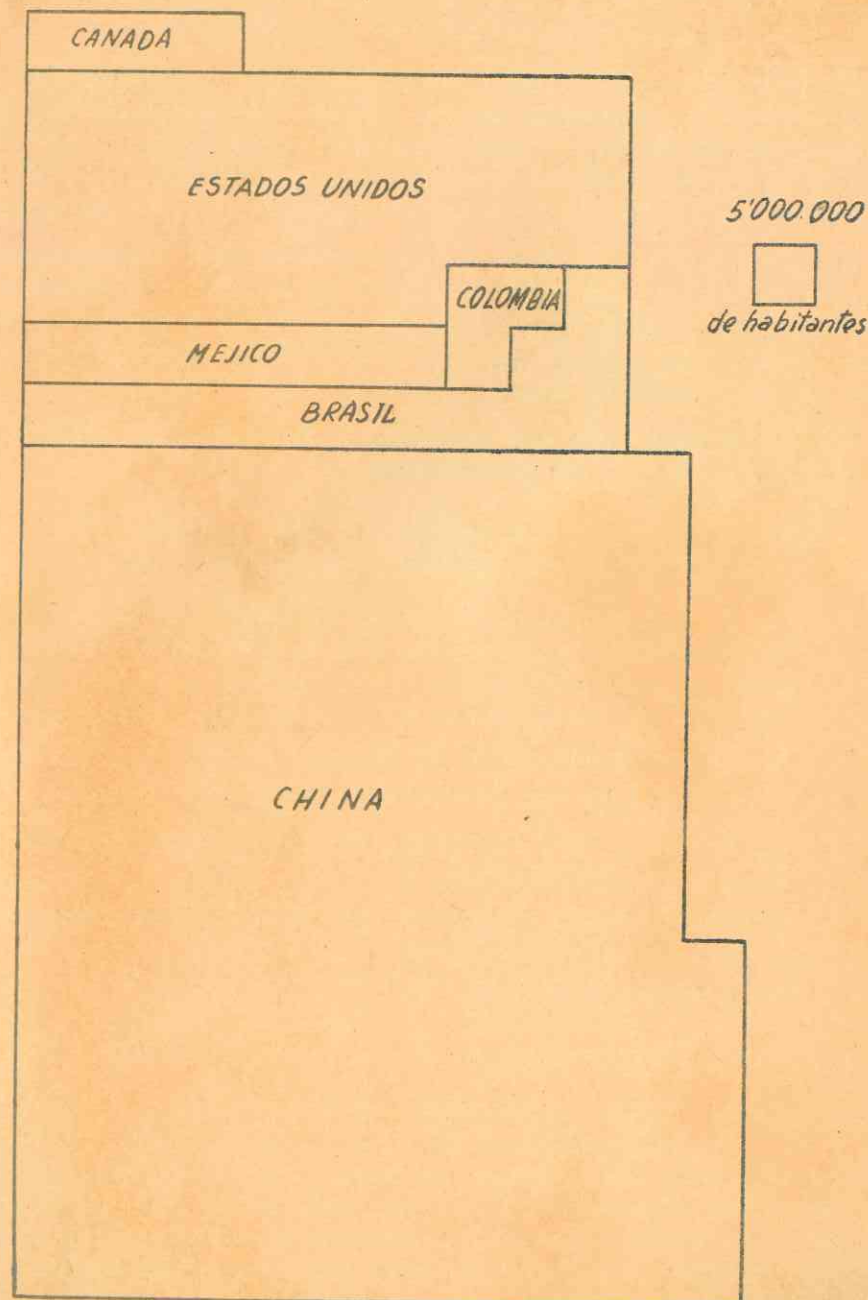 CANADA
ESTADOS UNIDOS
5'000.000
de habitantes
COLOMBIA
MEJICO
BRASIL
CHINA